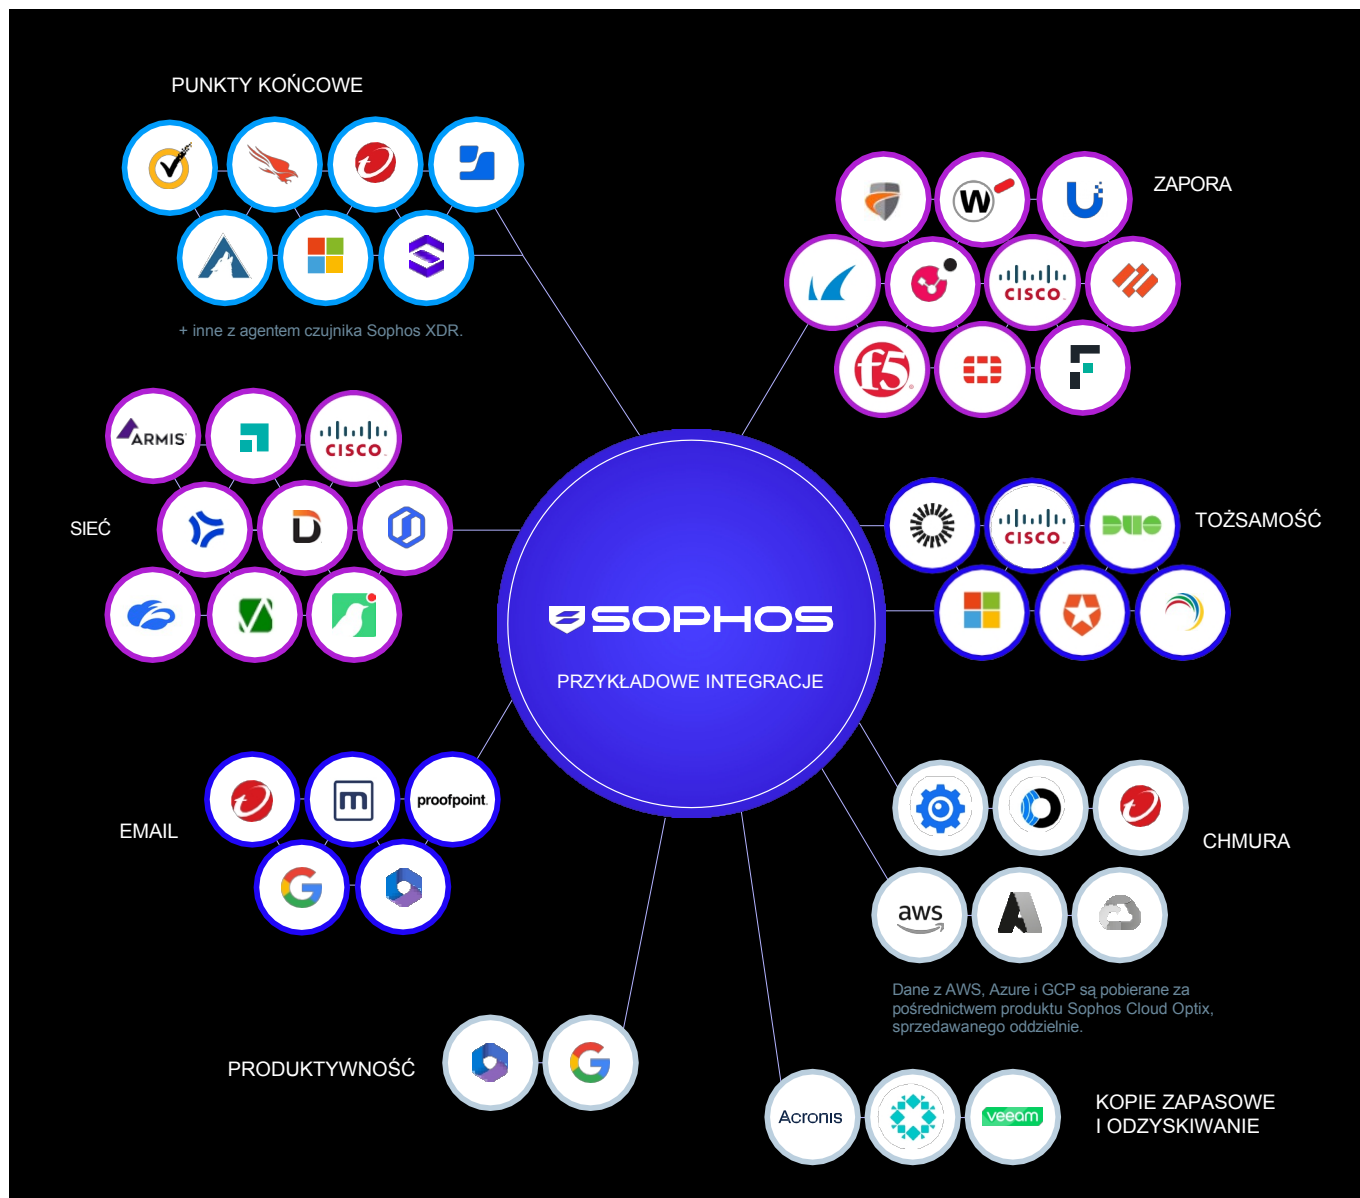 PUNKTY KOŃCOWE
+ inne z agentem czujnika Sophos XDR.
ZAPORA
W
CISCO
f5
ARMIS
CISCO
SIEĆ
CISCO
DUO
TOŻSAMOŚĆ
SOPHOS
PRZYKŁADOWE INTEGRACJE
m
proofpoint.
EMAIL
G
CHMURA
aws
Dane z AWS, Azure i GCP są pobierane za
pośrednictwem produktu Sophos Cloud Optix,
sprzedawanego oddzielnie.
PRODUKTYWNOŚĆ
G
Acronis
veeam
KOPIE ZAPASOWE
I ODZYSKIWANIE